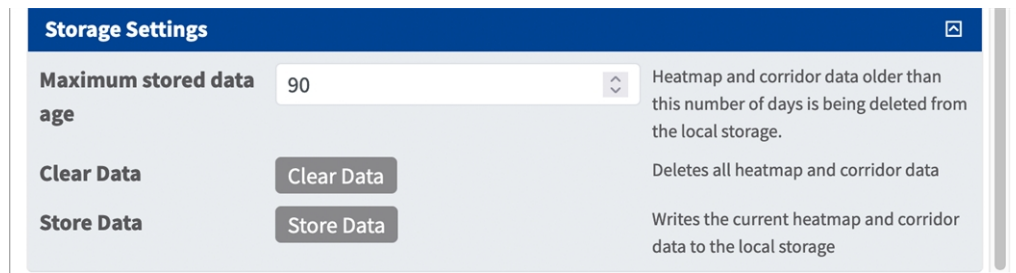 Storage Settings
Maximum stored data
age
90
Heatmap and corridor data older than
this number of days is being deleted from
the local storage.
Clear Data
Clear Data
Deletes all heatmap and corridor data
Store Data
Store Data
Writes the current heatmap and corridor
data to the local storage